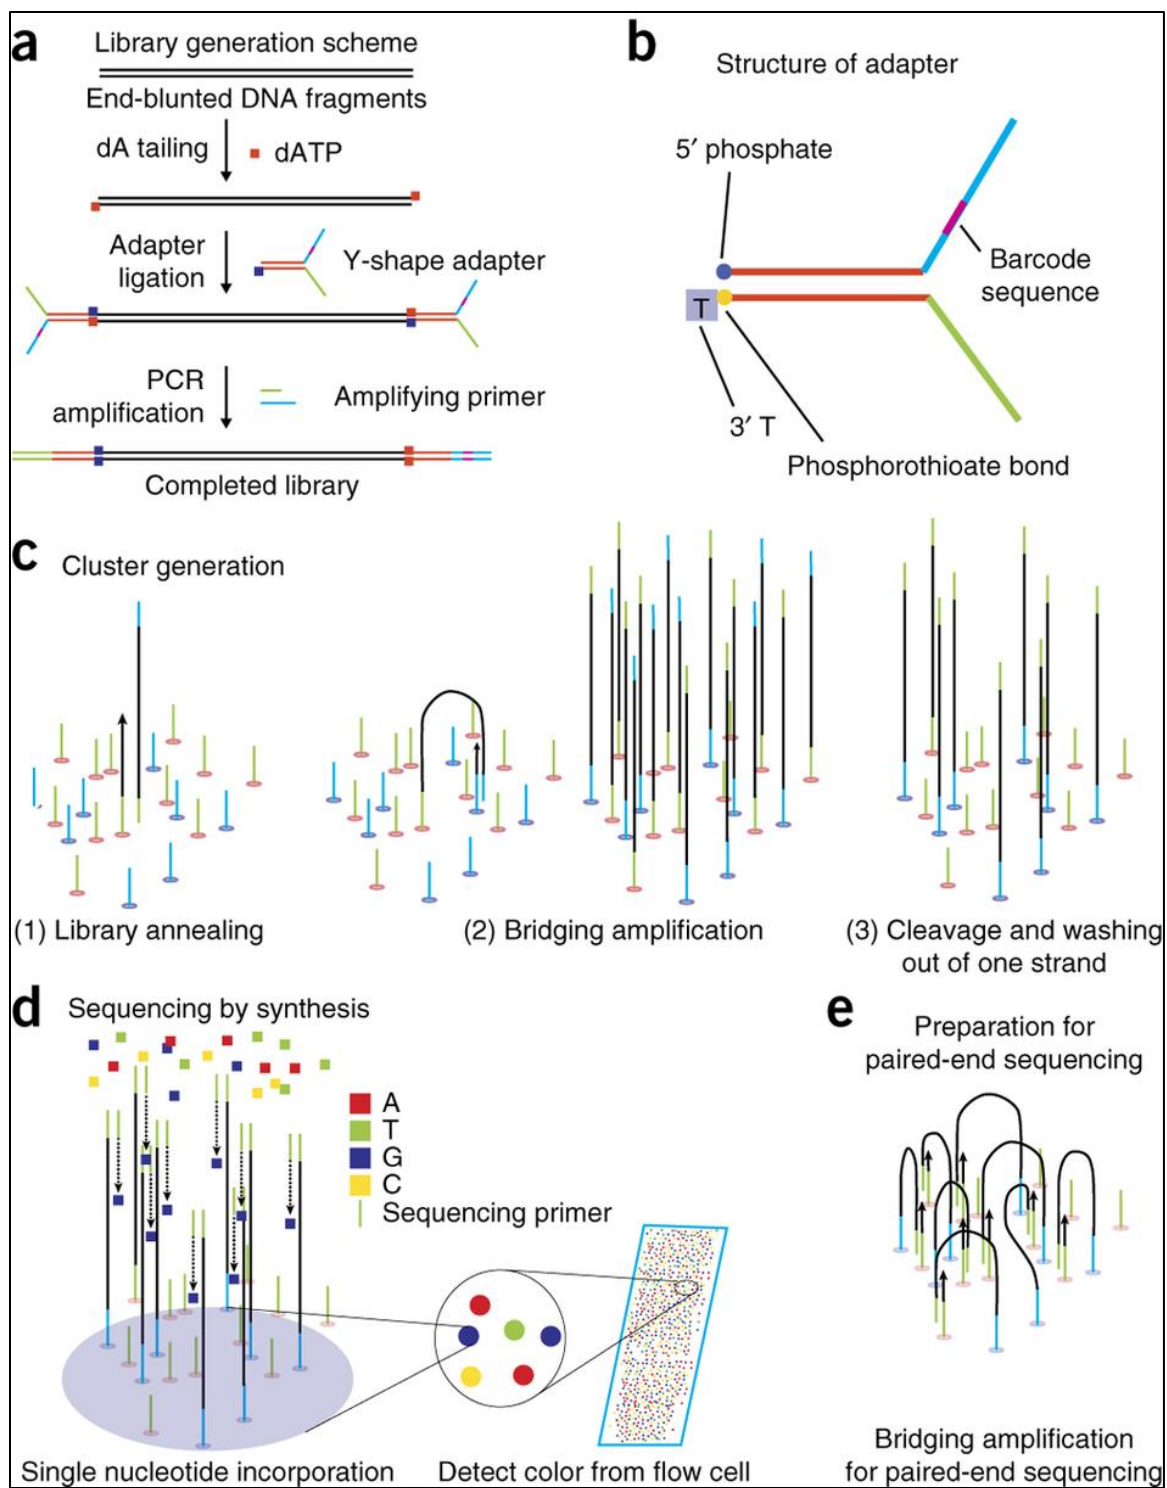 a
Library generation scheme
End-blunted DNA fragments
dA tailing
dATP
Adapter
ligation
Y-shape adapter
PCR
amplification
Amplifying primer
Completed library
b
Structure of adapter
5′ phosphate
Barcode
sequence
T
3′ T
Phosphorothioate bond
c
Cluster generation
(1) Library annealing
(2) Bridging amplification
(3) Cleavage and washing
out of one strand
d
Sequencing by synthesis
A
T
G
C
Sequencing primer
Single nucleotide incorporation
Detect color from flow cell
e
Preparation for
paired-end sequencing
Bridging amplification
for paired-end sequencing